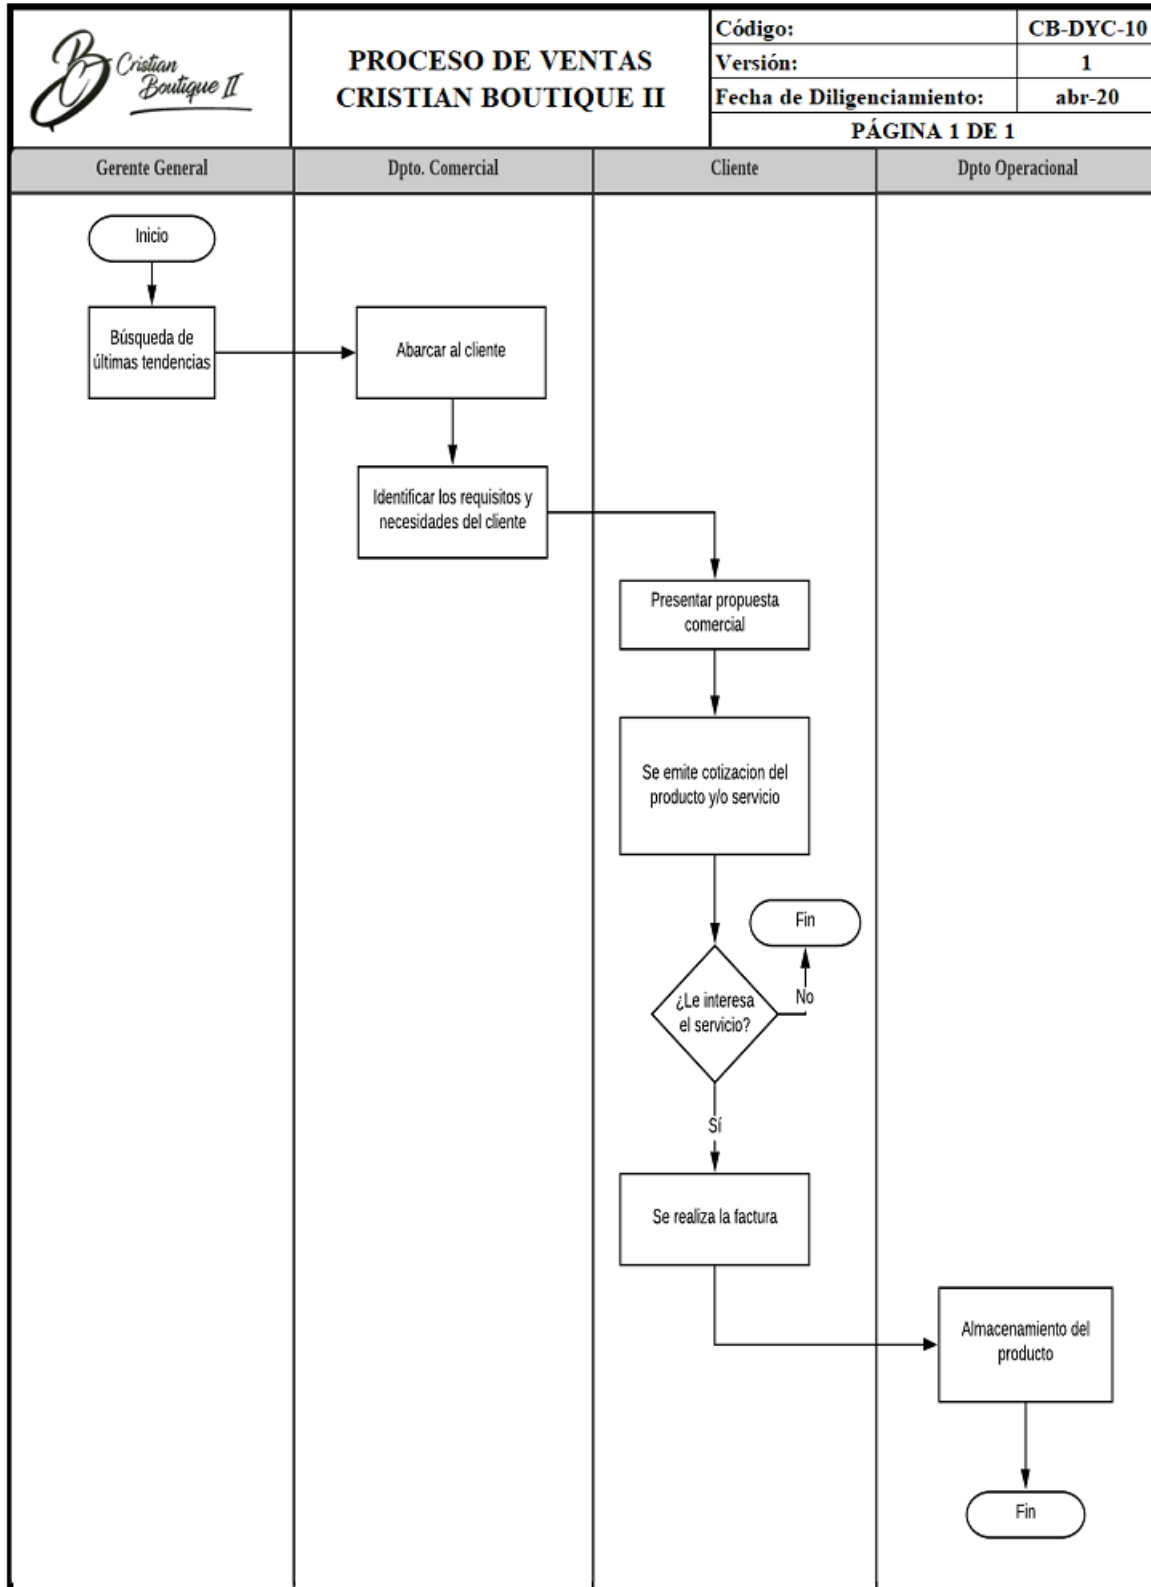 Cristian
Boutique II
PROCESO DE VENTAS
CRISTIAN BOUTIQUE II
Código: CB-DYC-10
Versión: 1
Fecha de Diligenciamiento: abr-20
PÁGINA 1 DE 1
Gerente General
Dpto. Comercial
Cliente
Dpto Operacional
Inicio
Búsqueda de
últimas tendencias
Abarcar al cliente
Identificar los requisitos y
necesidades del cliente
Presentar propuesta
comercial
Se emite cotizacion del
producto y/o servicio
Fin
¿Le interesa
el servicio?
No
Sí
Se realiza la factura
Almacenamiento del
producto
Fin